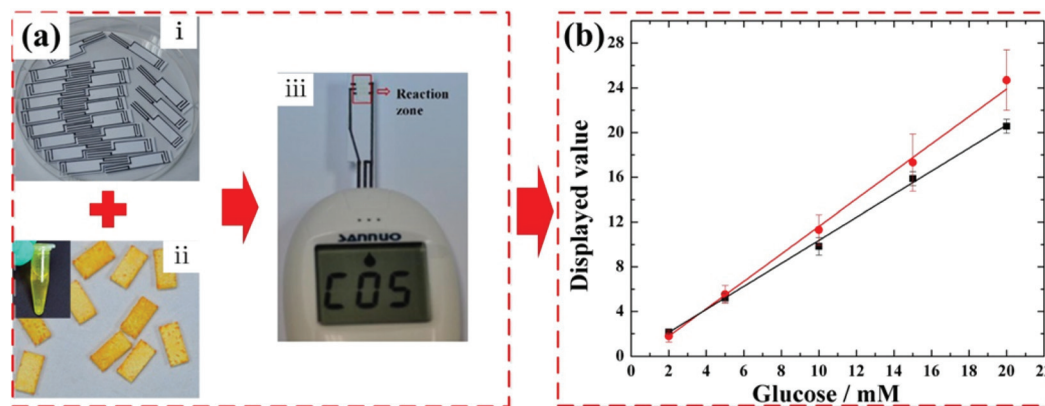 (a)
i
ii
iii
Reaction
zone
SANNUO
C05
(b)
Displayed value
28
24
20
16
12
8
4
0
0 2 4 6 8 10 12 14 16 18 20 22
Glucose / mM